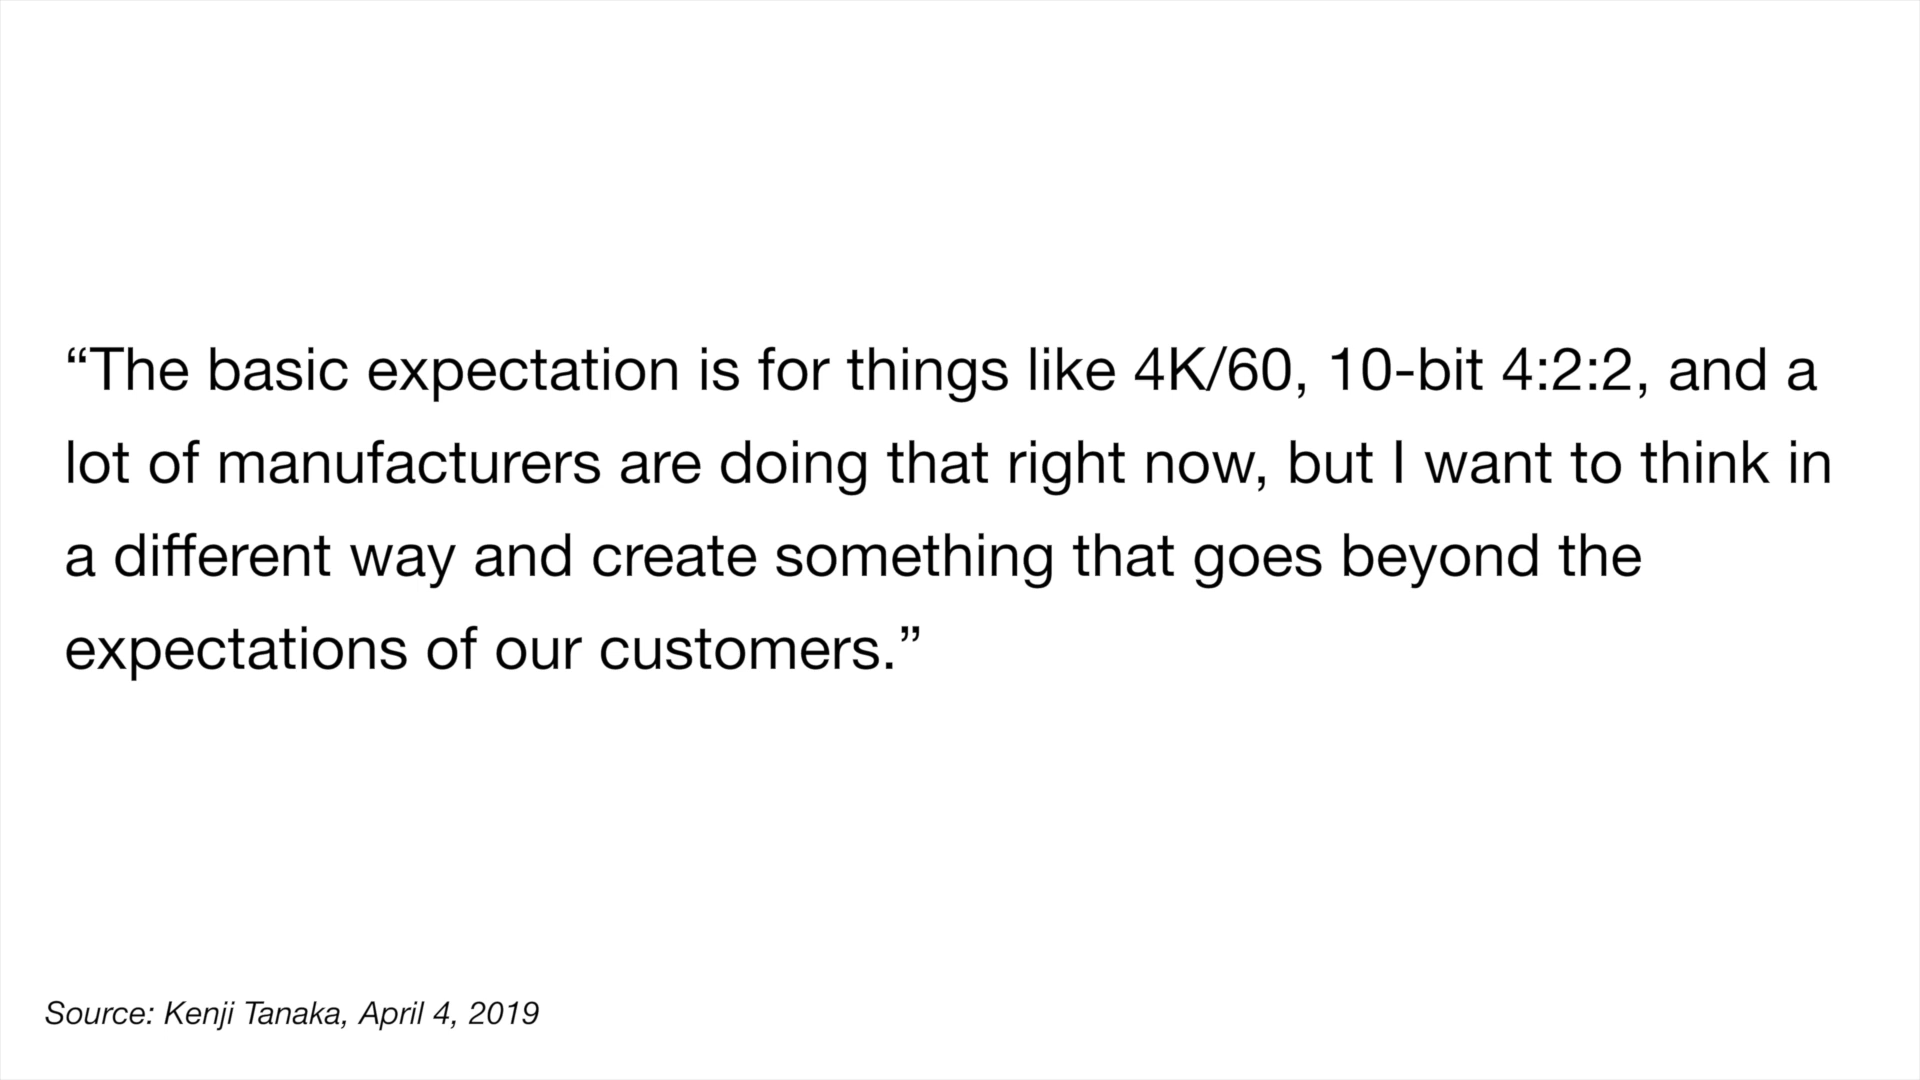 “The basic expectation is for things like 4K/60, 10-bit 4:2:2, and a
lot of manufacturers are doing that right now, but I want to think in
a different way and create something that goes beyond the
expectations of our customers.”
Source: Kenji Tanaka, April 4, 2019